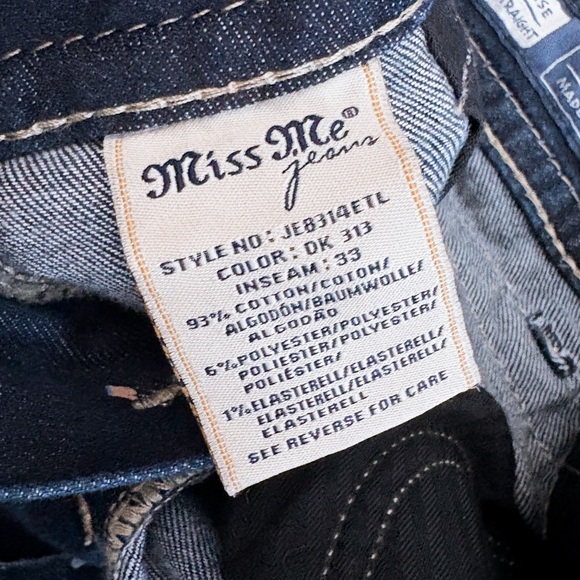 Miss Me®
jeans
STYLE NO: JE8314ETL
COLOR: DK 313
INSEAM: 33
93% COTTON/COTON/
ALGODÓN/BAUMWOLLE/
ALGODÃO
6%POLYESTER/POLYESTER/
POLIESTER/POLYESTER/
POLIÉSTER/
1%ELASTERELL/ELASTERELL/
ELASTERELL/ELASTERELL/
ELASTERELL
SEE REVERSE FOR CARE